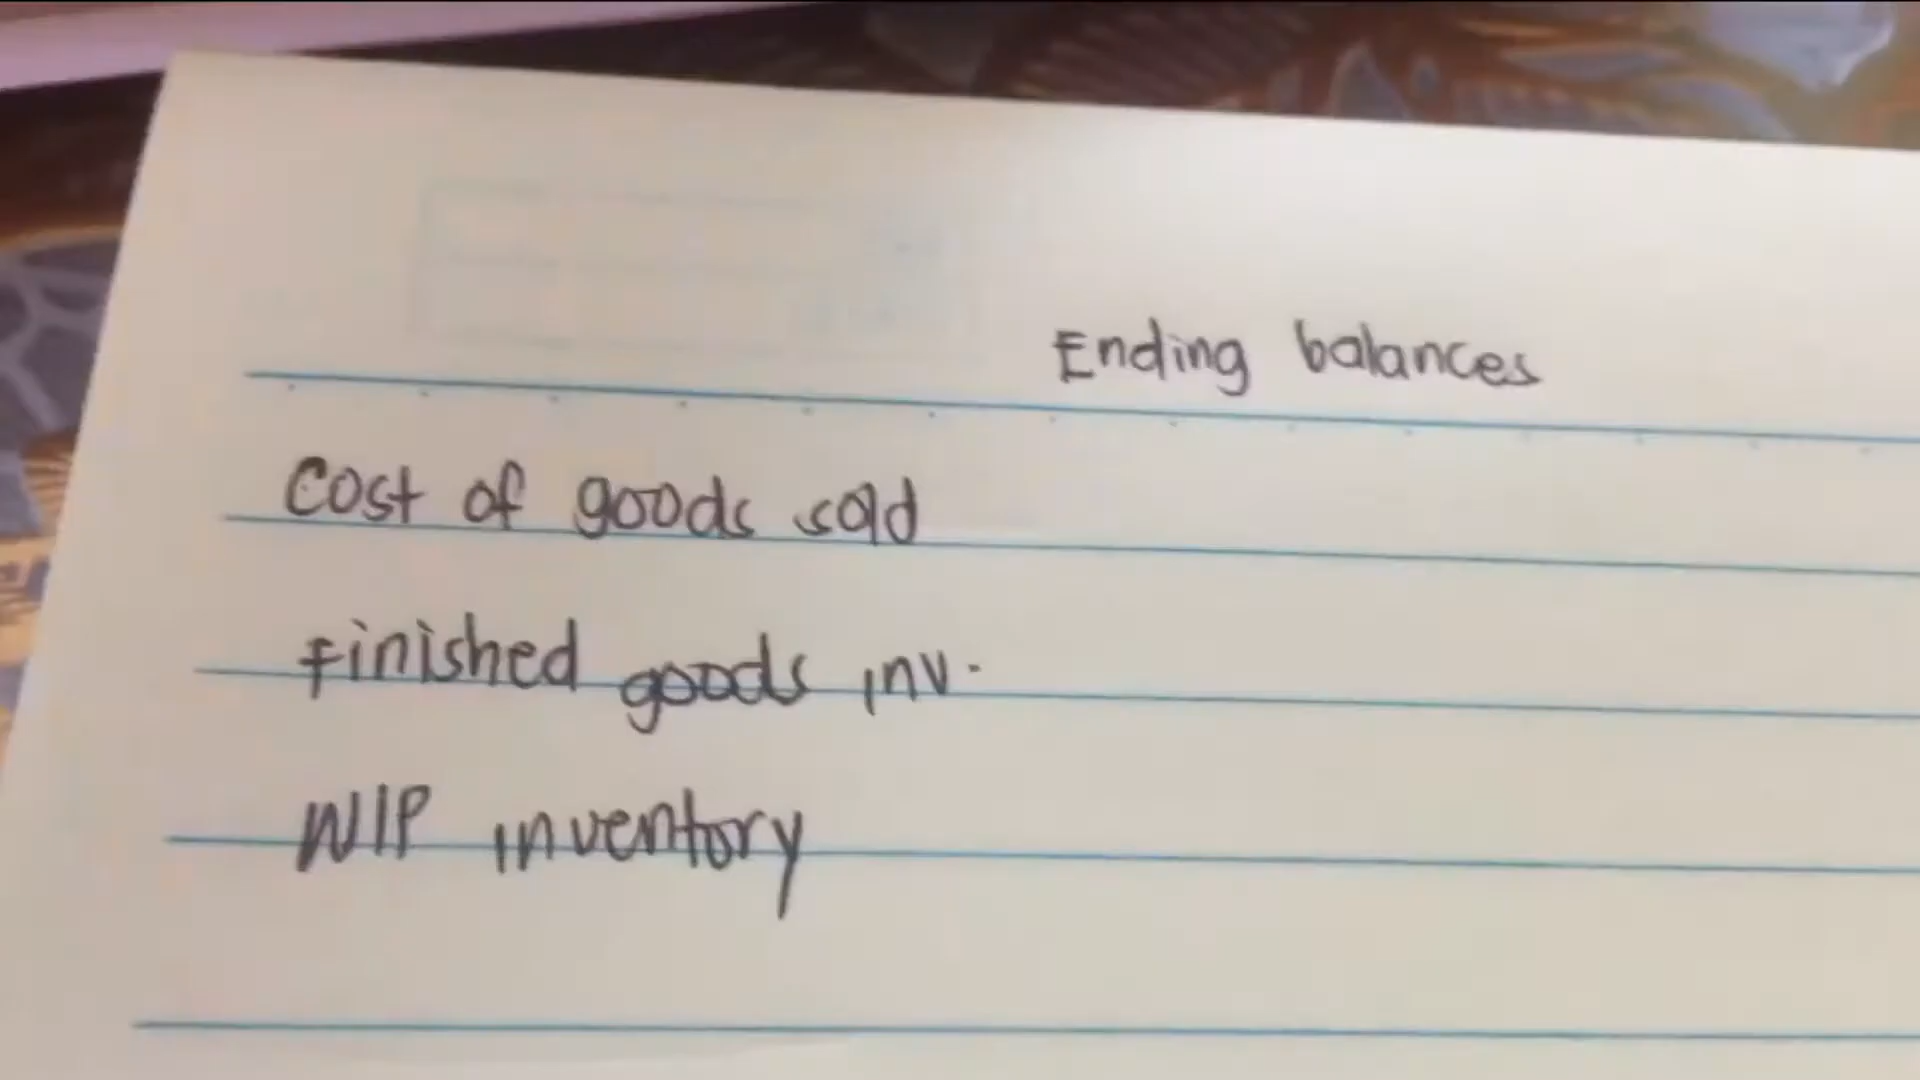 Ending balances
Cost of goods sold
Finished goods inv.
WIP inventory